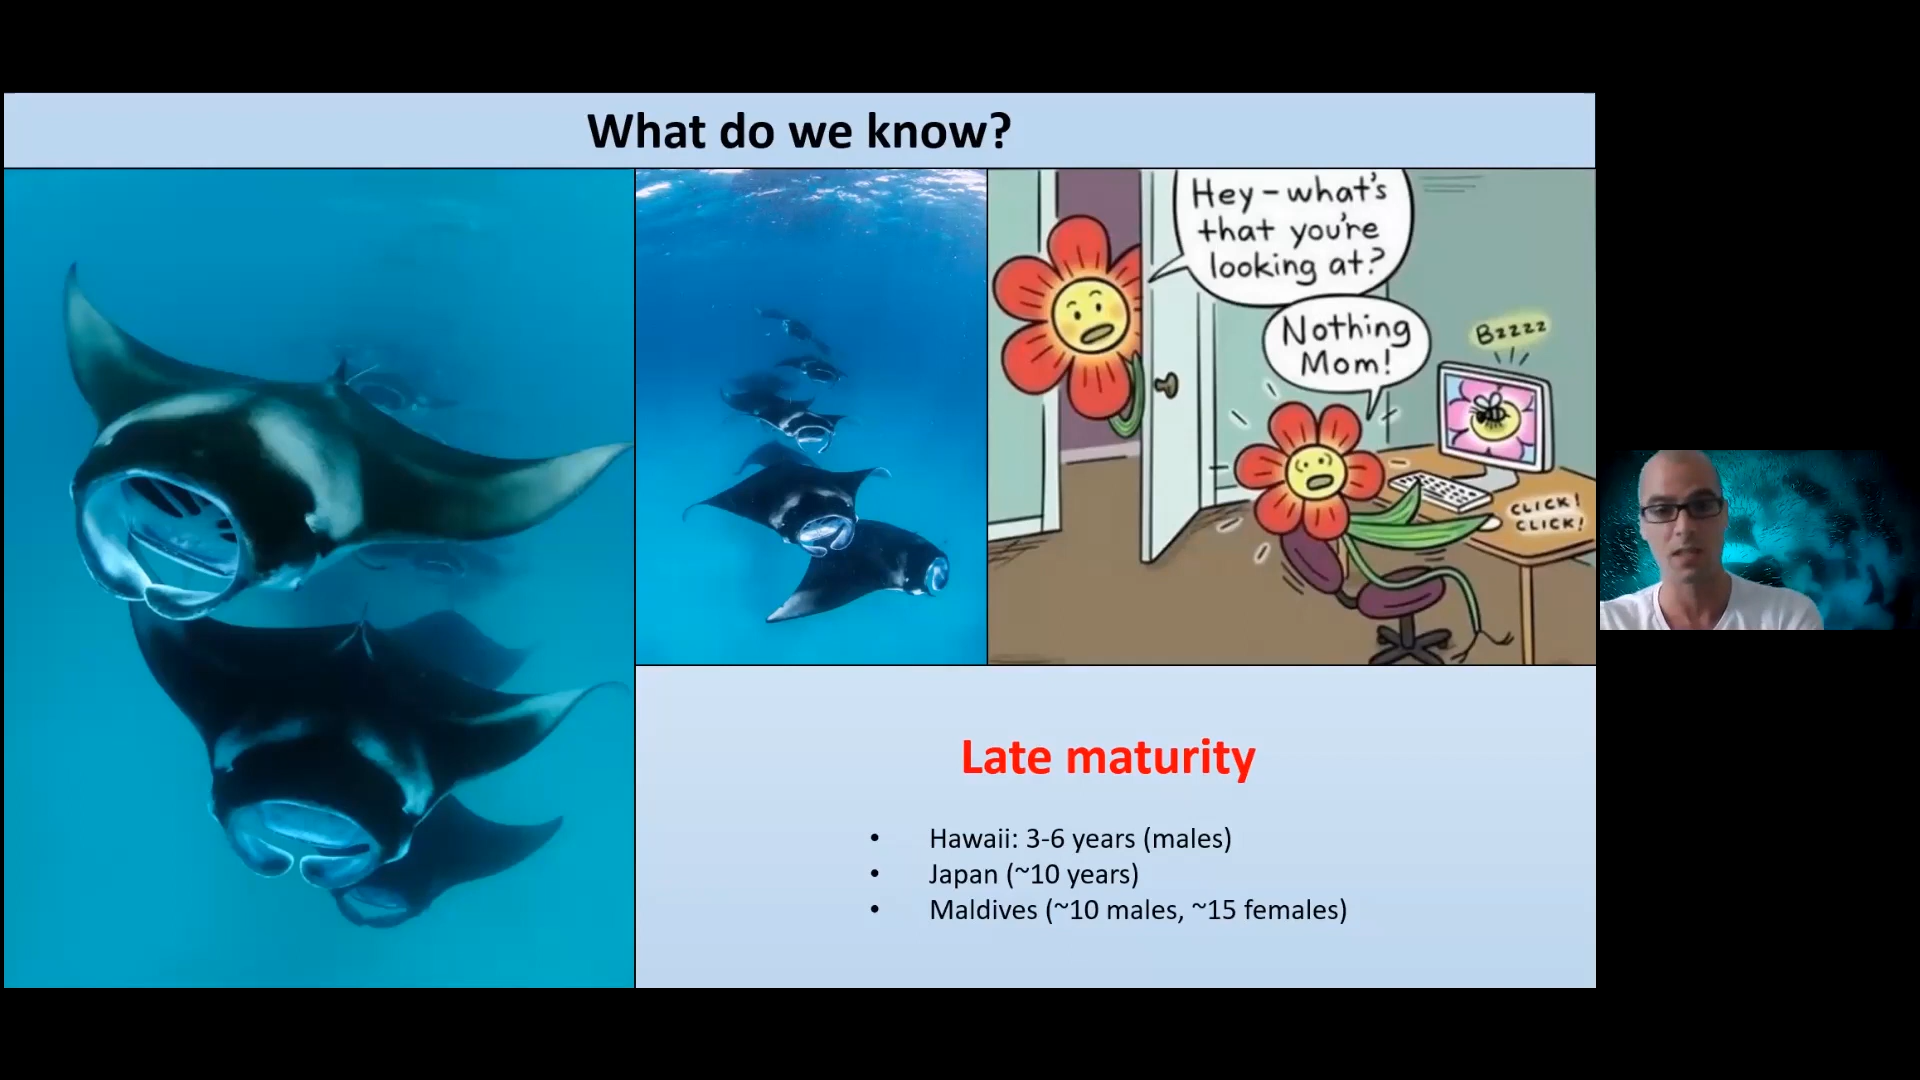 What do we know?
Hey - what's
that you're
looking at?
Nothing
Mom!
Bzzzz
CLICK!
CLICK!
Late maturity
• Hawaii: 3-6 years (males)
• Japan (~10 years)
• Maldives (~10 males, ~15 females)